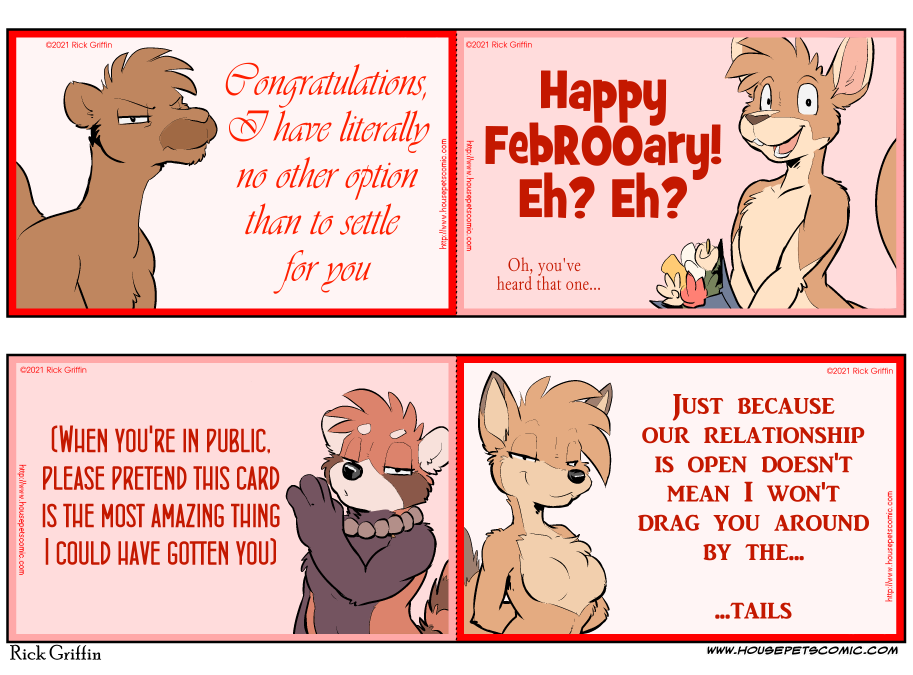 ©2021 Rick Griffin
Congratulations,
I have literally
no other option
than to settle
for you
http://www.housepetscomic.com
©2021 Rick Griffin
Happy
FebROOary!
Eh? Eh?
Oh, you've
heard that one...
http://www.housepetscomic.com
©2021 Rick Griffin
(When you're in public,
please pretend this card
is the most amazing thing
I could have gotten you)
http://www.housepetscomic.com
©2021 Rick Griffin
Just because
our relationship
is open doesn't
mean I won't
drag you around
by the...
...tails
http://www.housepetscomic.com
Rick Griffin
www.housepetscomic.com